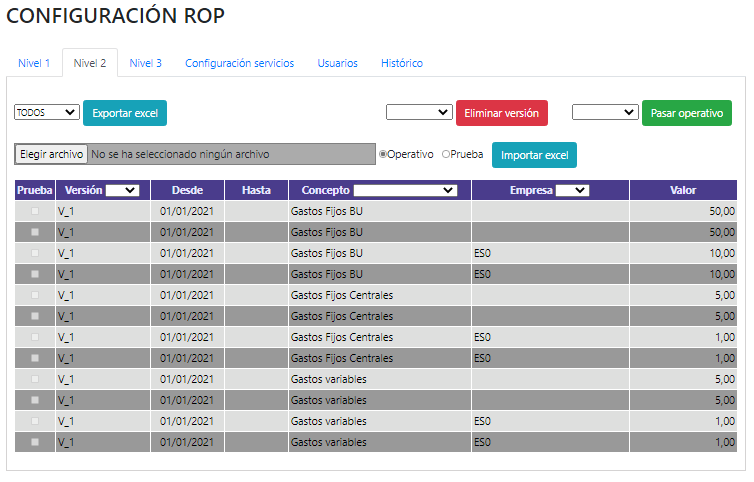 CONFIGURACIÓN ROP
Nivel 1 Nivel 2 Nivel 3 Configuración servicios Usuarios Histórico
TODOS Exportar excel Eliminar versión Pasar operativo
Elegir archivo No se ha seleccionado ningún archivo Operativo Prueba Importar excel
Prueba Versión Desde Hasta Concepto Empresa Valor
V_1 01/01/2021 Gastos Fijos BU 50,00
V_1 01/01/2021 Gastos Fijos BU 50,00
V_1 01/01/2021 Gastos Fijos BU ES0 10,00
V_1 01/01/2021 Gastos Fijos BU ES0 10,00
V_1 01/01/2021 Gastos Fijos Centrales 5,00
V_1 01/01/2021 Gastos Fijos Centrales 5,00
V_1 01/01/2021 Gastos Fijos Centrales ES0 1,00
V_1 01/01/2021 Gastos Fijos Centrales ES0 1,00
V_1 01/01/2021 Gastos variables 5,00
V_1 01/01/2021 Gastos variables 5,00
V_1 01/01/2021 Gastos variables ES0 1,00
V_1 01/01/2021 Gastos variables ES0 1,00